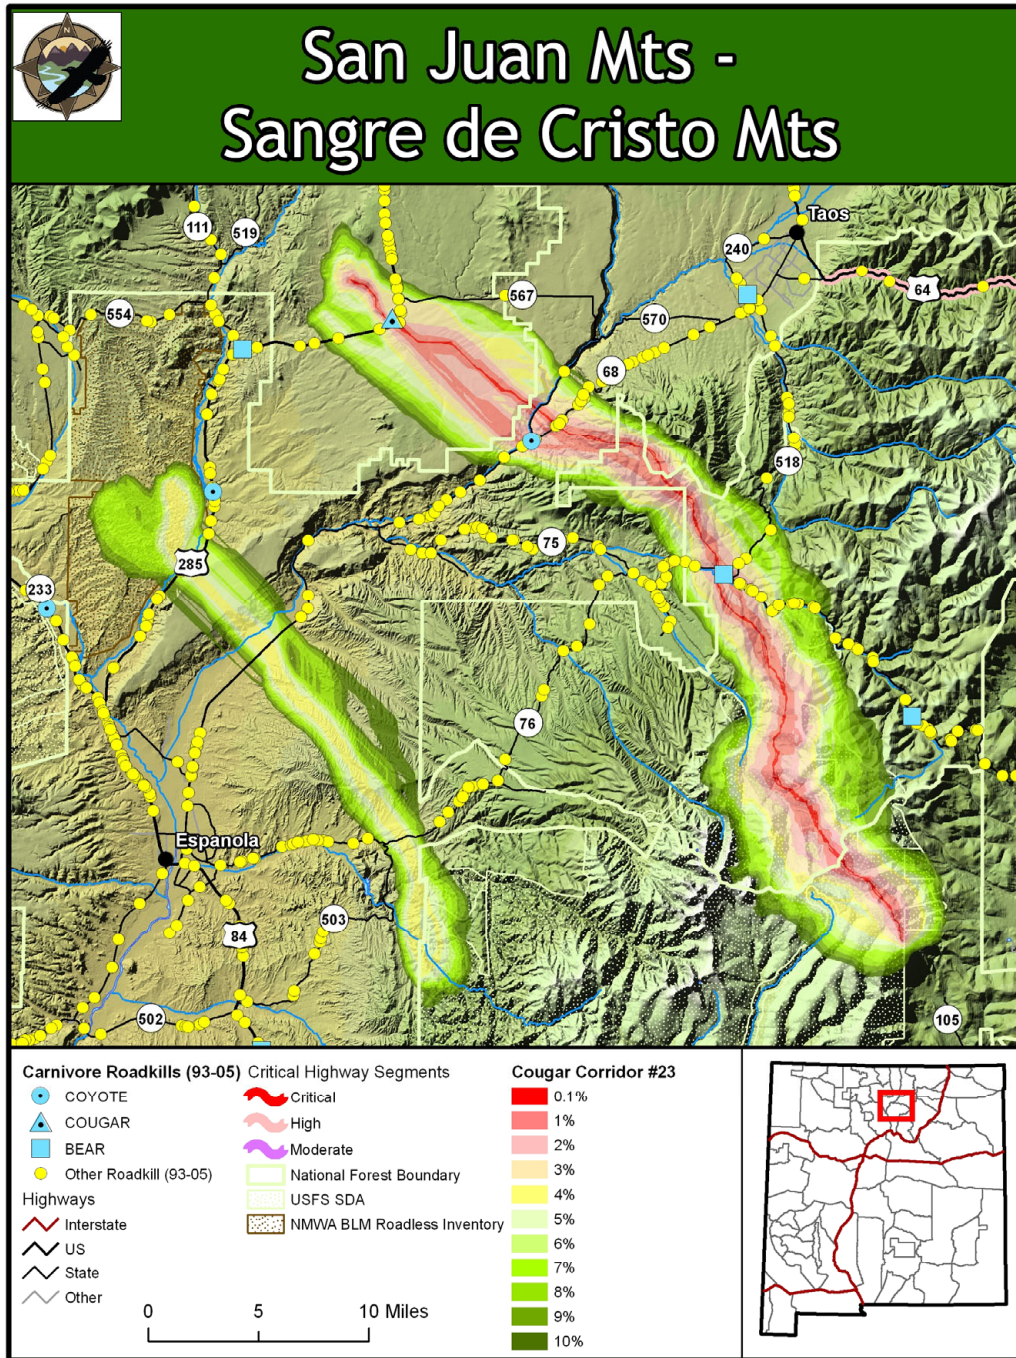 N
San Juan Mts -
Sangre de Cristo Mts
111
519
Taos
240
64
567
554
570
68
518
285
75
233
76
Espanola
503
84
502
105
Carnivore Roadkills (93-05)
COYOTE
COUGAR
BEAR
Other Roadkill (93-05)
Highways
Interstate
US
State
Other
Critical Highway Segments
Critical
High
Moderate
National Forest Boundary
USFS SDA
NMWA BLM Roadless Inventory
0 5 10 Miles
Cougar Corridor #23
0.1%
1%
2%
3%
4%
5%
6%
7%
8%
9%
10%